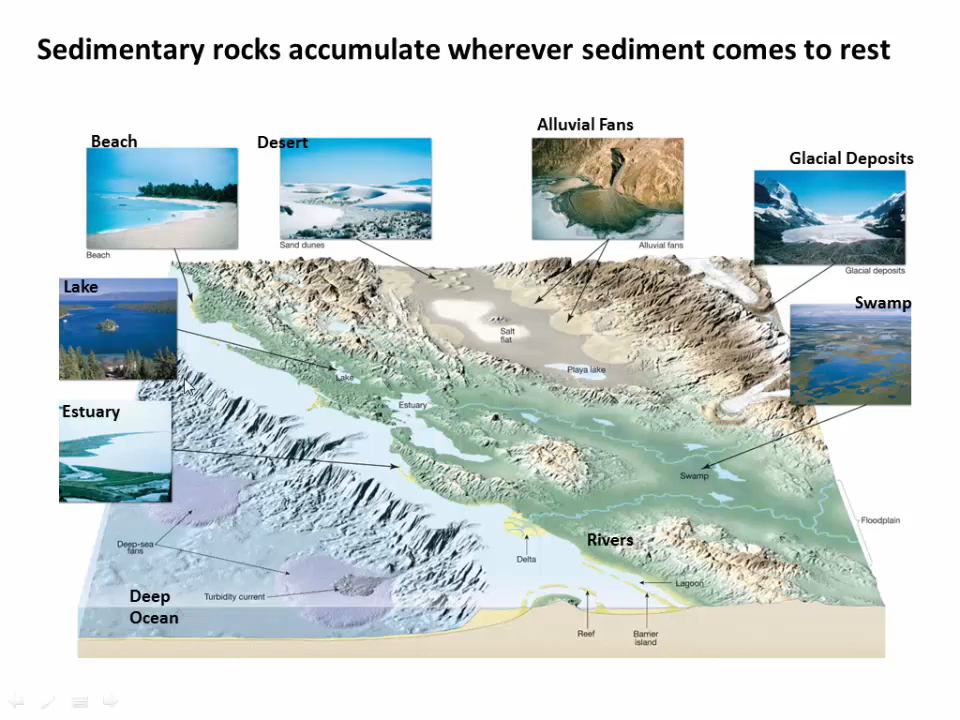 Sedimentary rocks accumulate wherever sediment comes to rest
Alluvial Fans
Beach
Desert
Glacial Deposits
Sand dunes
Alluvial fans
Beach
Glacial deposits
Lake
Swamp
Salt
flat
Playa lake
Lake
Estuary
Estuary
Swamp
Floodplain
Rivers
Deep-sea
fans
Delta
Lagoon
Deep
Ocean
Turbidity current
Reef
Barrier
island